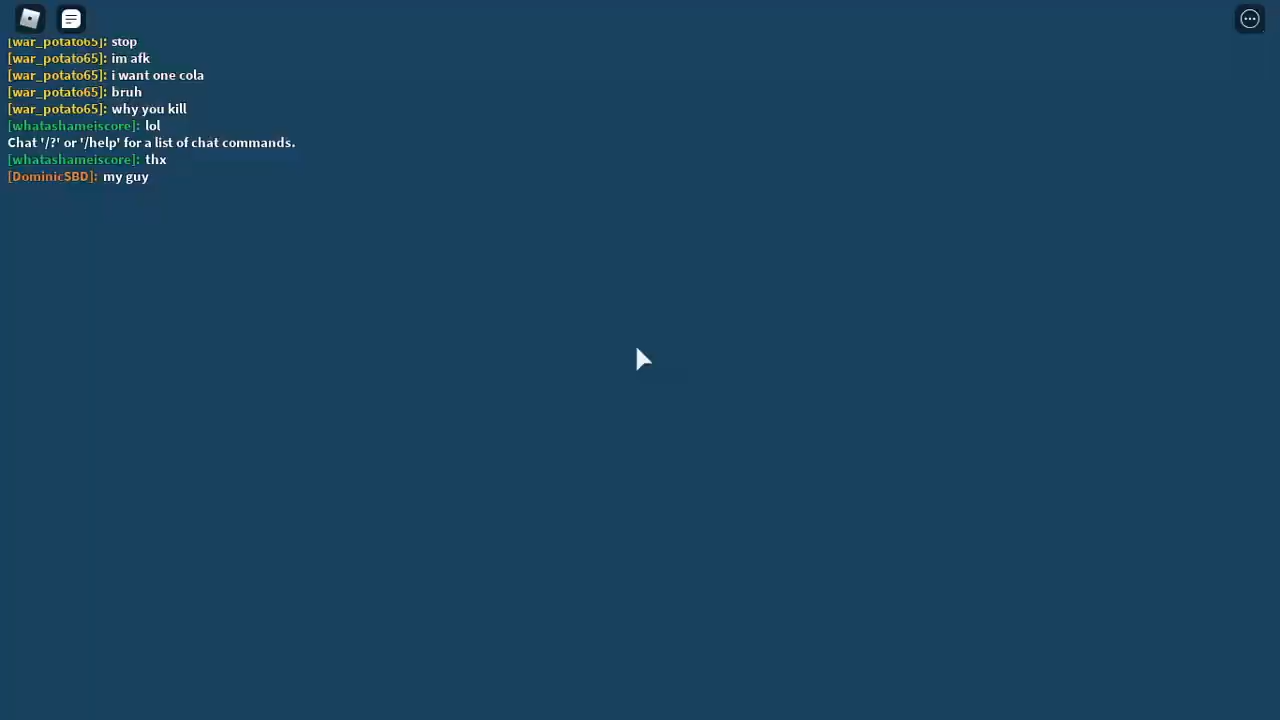 [war_potato65]: stop
[war_potato65]: im afk
[war_potato65]: i want one cola
[war_potato65]: bruh
[war_potato65]: why you kill
[whatashameiscore]: lol
Chat '/?' or '/help' for a list of chat commands.
[whatashameiscore]: thx
[DominicSBD]: my guy